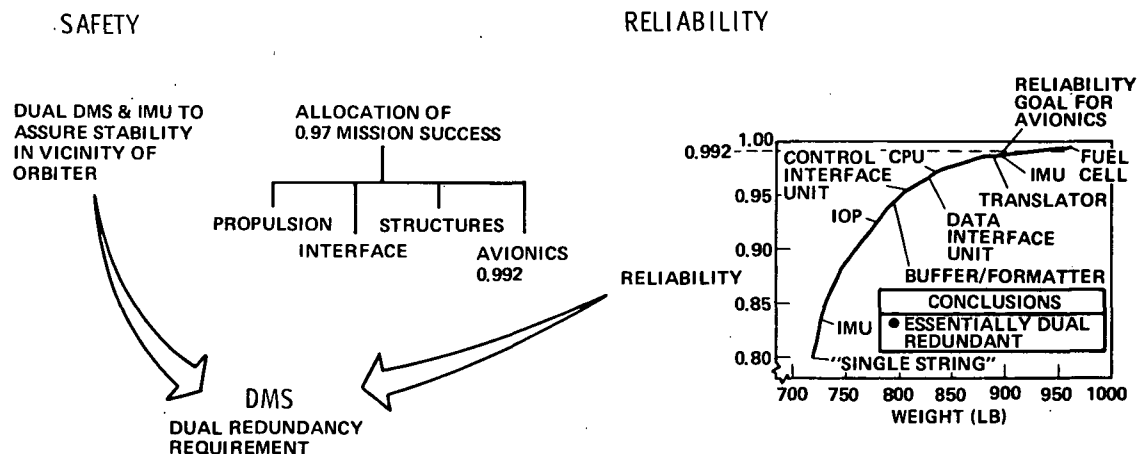 SAFETY
RELIABILITY
DUAL DMS & IMU TO
ASSURE STABILITY
IN VICINITY OF
ORBITER
ALLOCATION OF
0.97 MISSION SUCCESS
PROPULSION
INTERFACE
STRUCTURES
AVIONICS
0.992
DMS
DUAL REDUNDANCY
REQUIREMENT
RELIABILITY
RELIABILITY
GOAL FOR
AVIONICS
1.00
0.992
0.95
0.90
0.85
0.80
CONTROL
INTERFACE
UNIT
CPU
IMU
FUEL
CELL
TRANSLATOR
IOP
DATA
INTERFACE
UNIT
BUFFER/FORMATTER
CONCLUSIONS
● ESSENTIALLY DUAL
REDUNDANT
IMU
"SINGLE STRING"
700 750 800 850 900 950 1000
WEIGHT (LB)